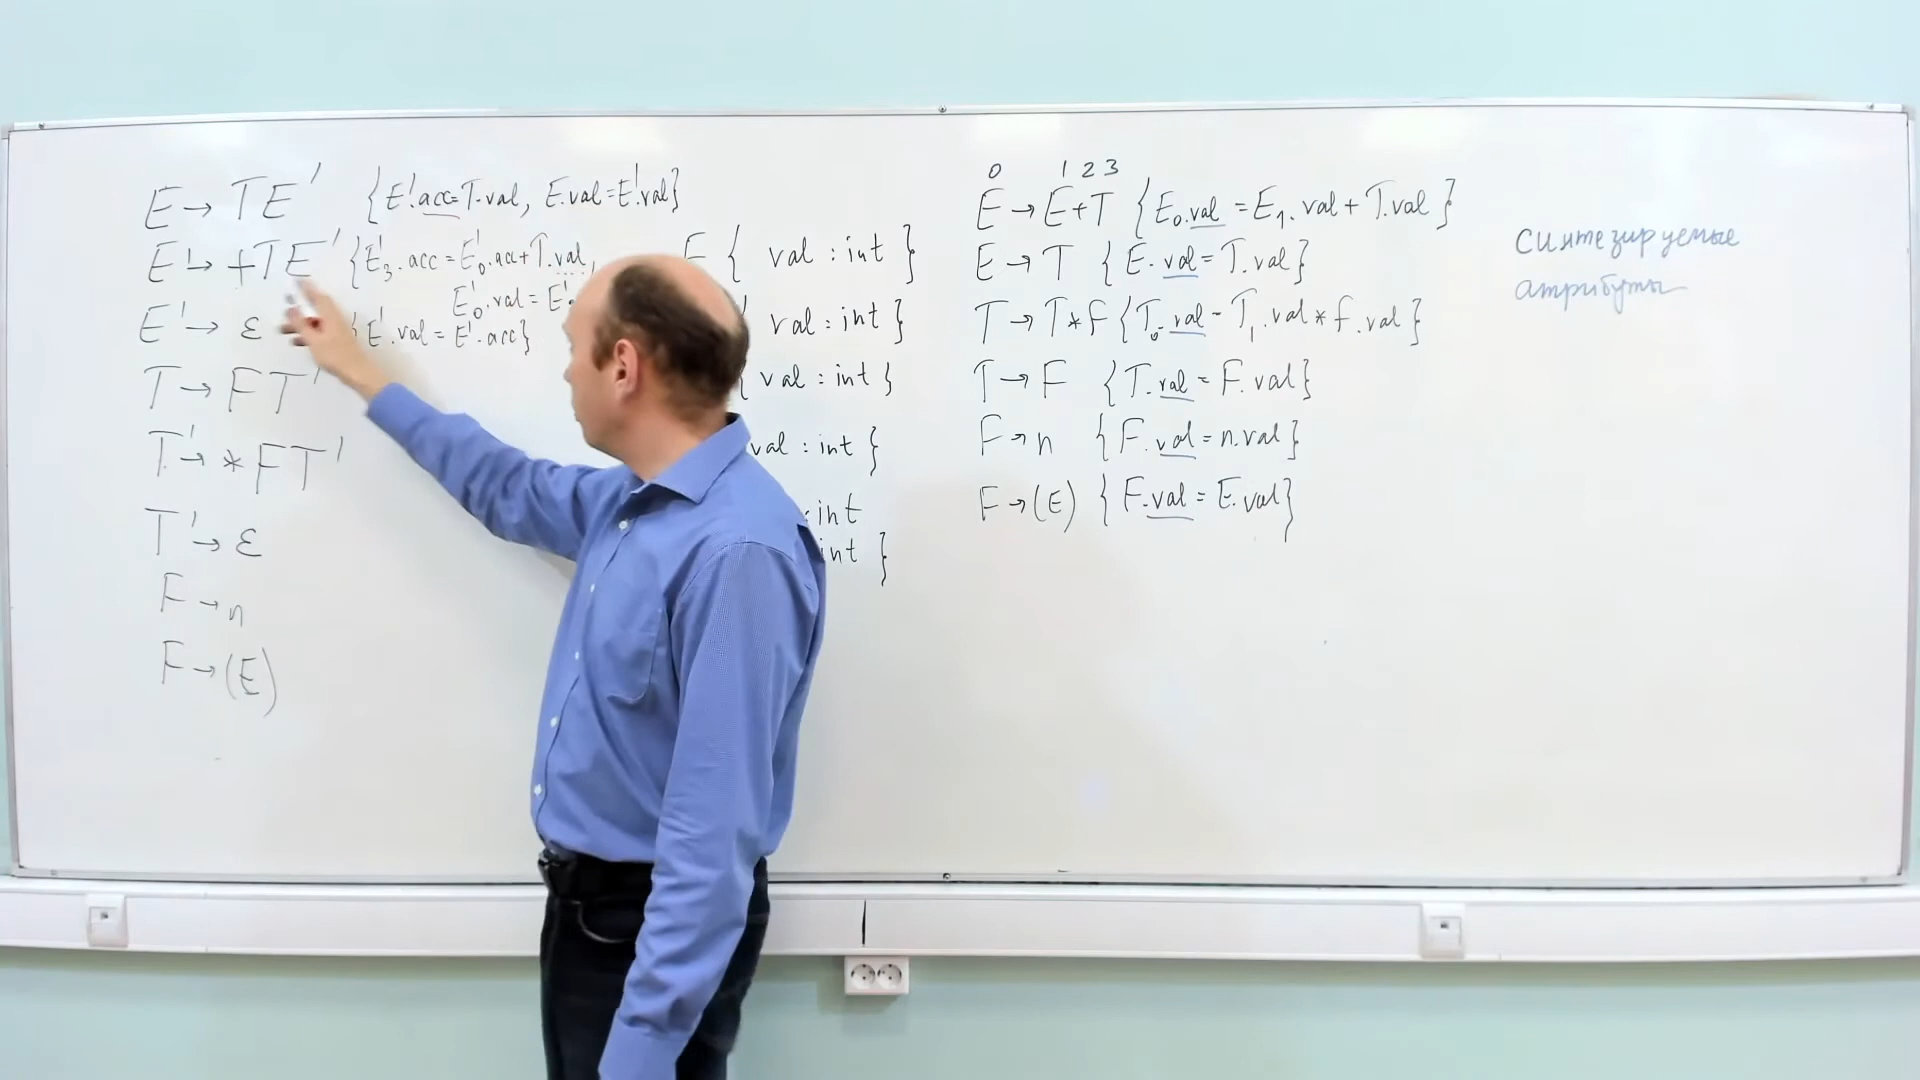 E → TE' {E'.acc=T.val, E.val=E'.val}
E' → +TE' {E'₃.acc=E'₀.acc+T.val,
E'₀.val=E'
E' → ε {E'.val=E'.acc}
T → FT'
T' → *FT'
T' → ε
F → n
F → (E)
E { val : int }
' val : int }
{ val : int }
val : int }
: int
int }
0 1 2 3
E → E+T {E₀.val = E₁.val + T.val}
E → T {E.val = T.val}
T → T*F {T₀.val - T₁.val * F.val}
T → F {T.val = F.val}
F → n {F.val = n.val}
F → (E) {F.val = E.val}
синтезируемые
атрибуты